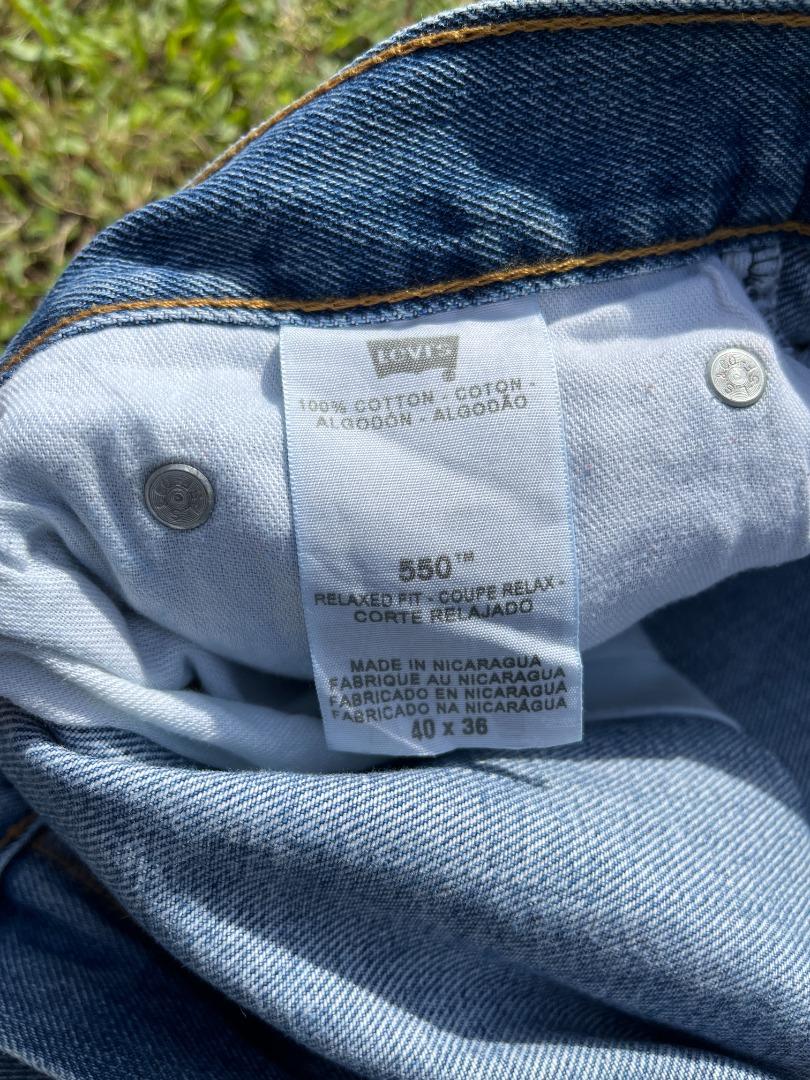 Levi's
®
100% COTTON - COTON -
ALGODÓN - ALGODÃO
550™
RELAXED FIT - COUPE RELAX -
CORTE RELAJADO
MADE IN NICARAGUA
FABRIQUE AU NICARAGUA
FABRICADO EN NICARAGUA
FABRICADO NA NICARÁGUA
40 x 36